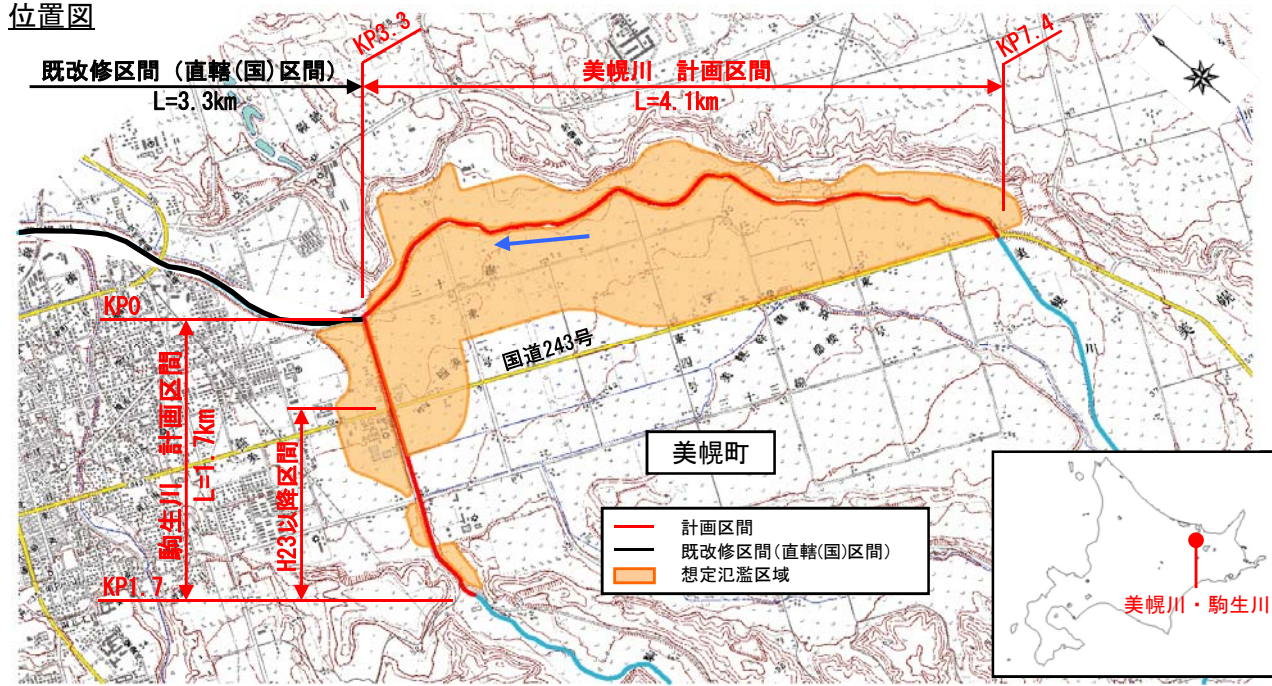 位置図
KP3.3
KP7.4
既改修区間 (直轄(国)区間)
L=3.3km
美幌川 計画区間
L=4.1km
KP0
駒生川 計画区間
L=1.7km
H23以降区間
KP1.7
国道243号
美幌町
計画区間
既改修区間(直轄(国)区間)
想定氾濫区域
美幌川・駒生川